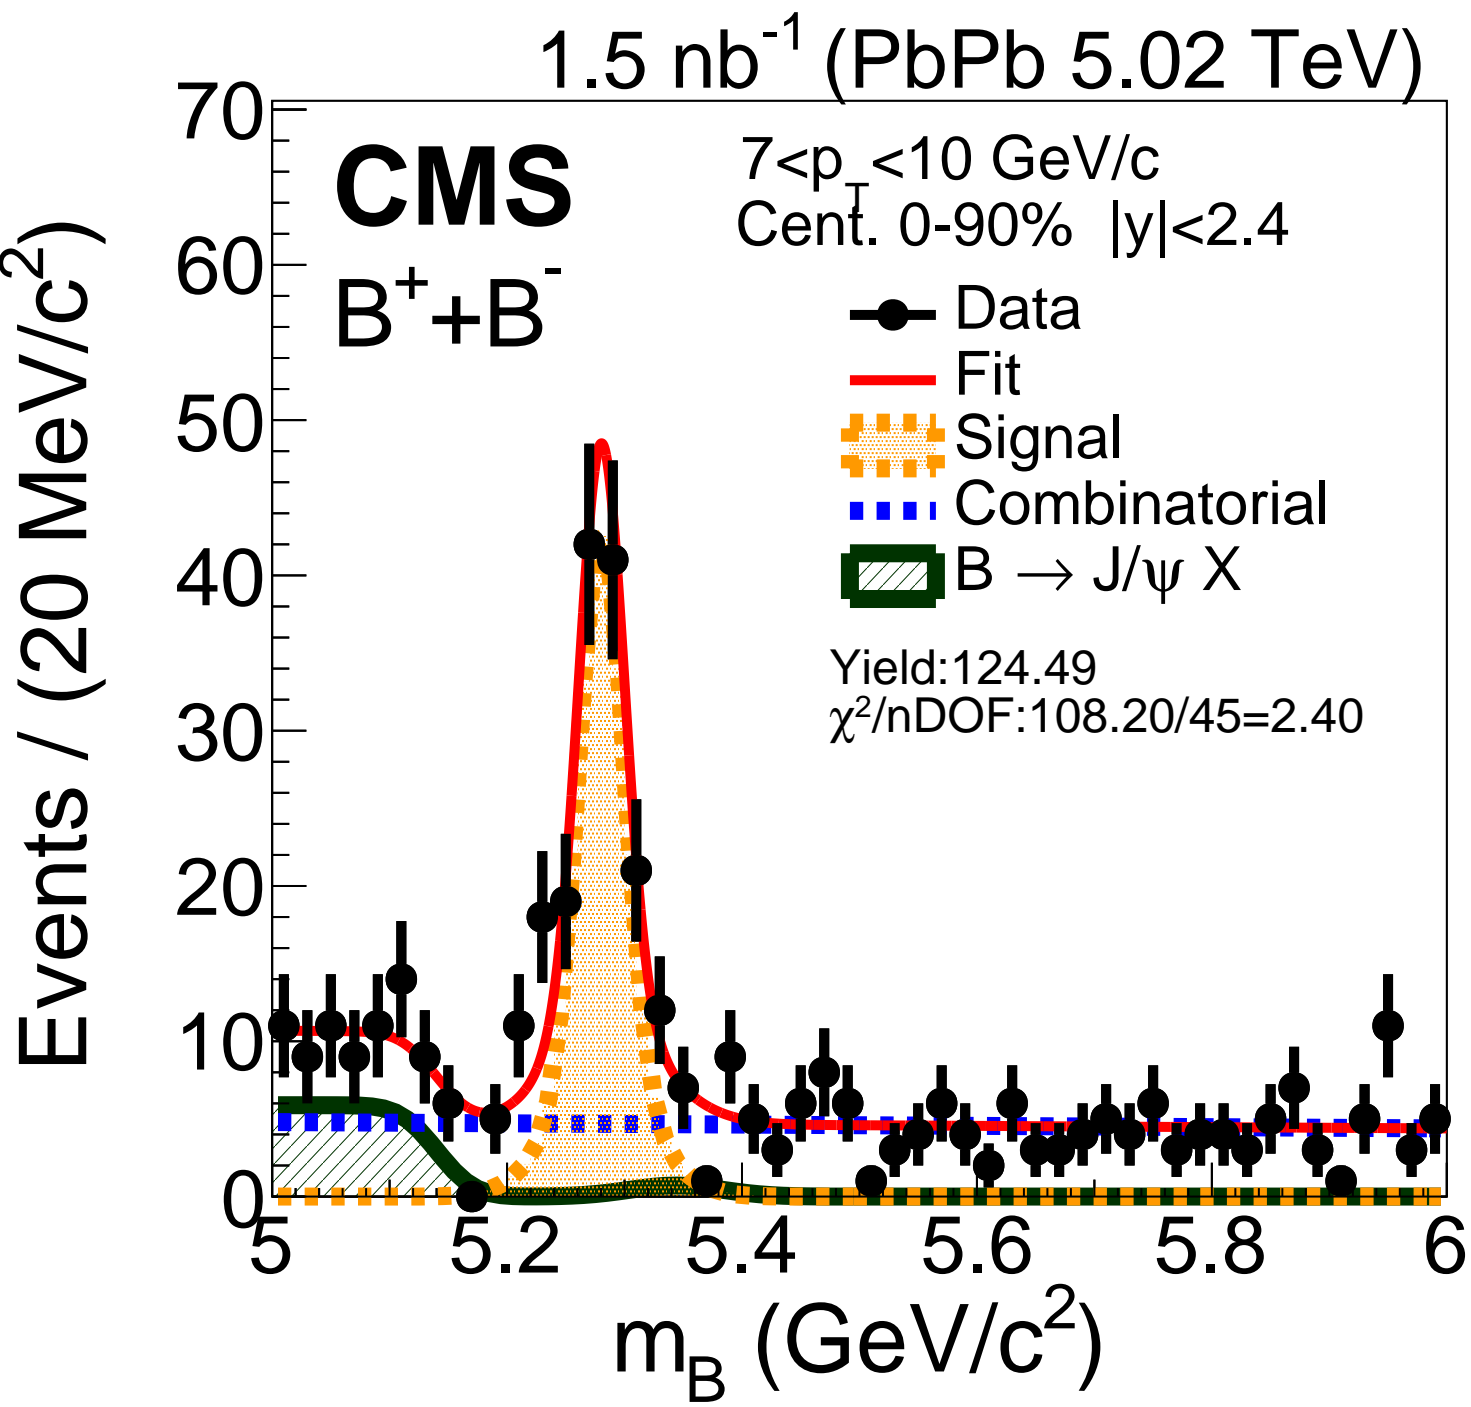 1.5 nb⁻¹ (PbPb 5.02 TeV)
CMS
B⁺+B⁻
7<p_T<10 GeV/c
Cent. 0-90% |y|<2.4
Data
Fit
Signal
Combinatorial
B → J/ψ X
Yield:124.49
χ²/nDOF:108.20/45=2.40
Events / (20 MeV/c²)
70
60
50
40
30
20
10
0
5 5.2 5.4 5.6 5.8 6
m_B (GeV/c²)